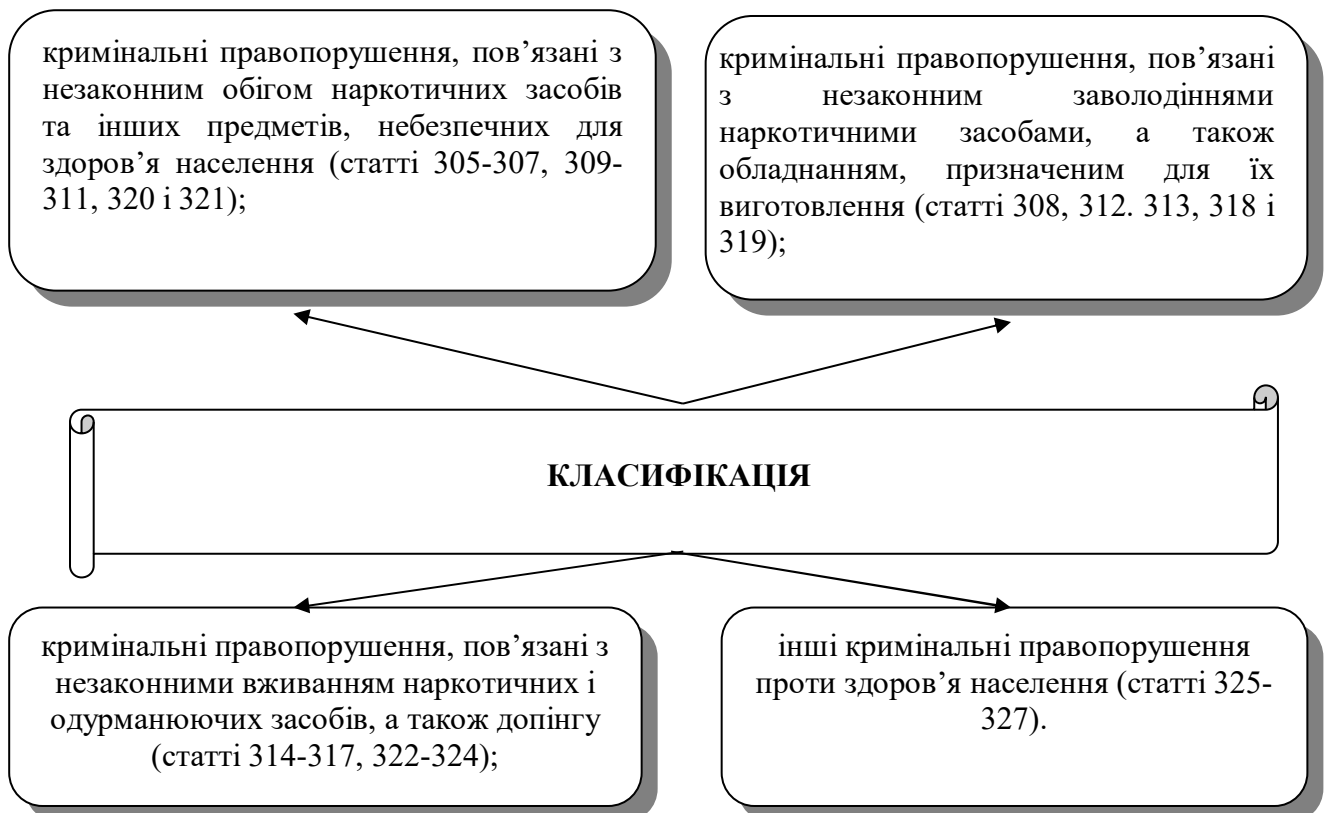 кримінальні правопорушення, пов’язані з
незаконним обігом наркотичних засобів
та інших предметів, небезпечних для
здоров’я населення (статті 305-307, 309-
311, 320 і 321);
кримінальні правопорушення, пов’язані
з незаконним заволодіннями
наркотичними засобами, а також
обладнанням, призначеним для їх
виготовлення (статті 308, 312. 313, 318 і
319);
КЛАСИФІКАЦІЯ
кримінальні правопорушення, пов’язані з
незаконними вживанням наркотичних і
одурманюючих засобів, а також допінгу
(статті 314-317, 322-324);
інші кримінальні правопорушення
проти здоров’я населення (статті 325-
327).